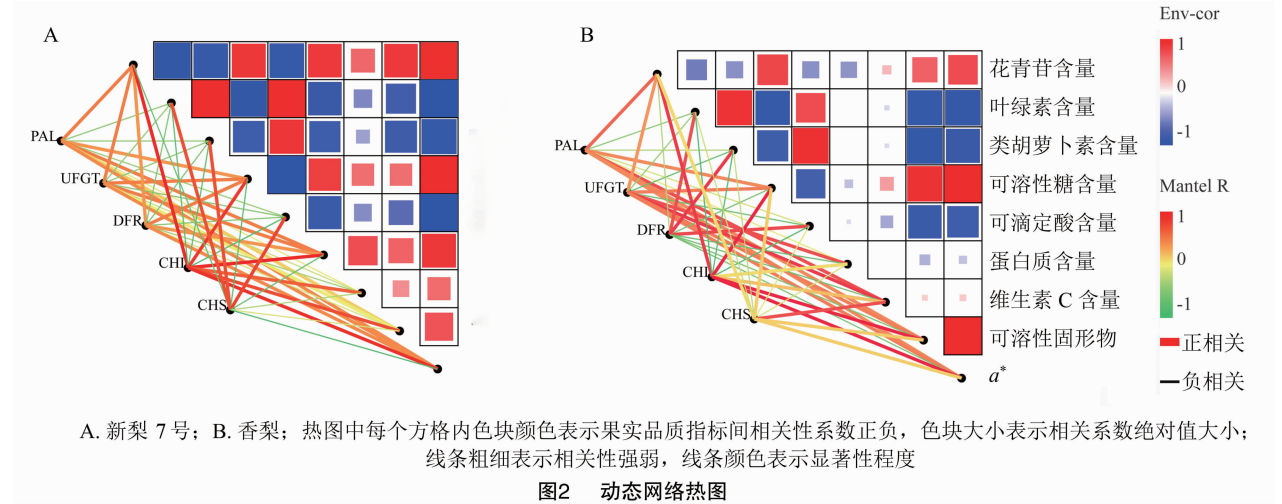 A
B
PAL
UFGT
DFR
CHI
CHS
PAL
UFGT
DFR
CHI
CHS
花青苷含量
叶绿素含量
类胡萝卜素含量
可溶性糖含量
可滴定酸含量
蛋白质含量
维生素 C 含量
可溶性固形物
a*
Env-cor
1
0
-1
Mantel R
1
0
-1
正相关
负相关
A. 新梨 7 号；B. 香梨；热图中每个方格内色块颜色表示果实品质指标间相关性系数正负，色块大小表示相关系数绝对值大小；
线条粗细表示相关性强弱，线条颜色表示显著性程度
图2 动态网络热图